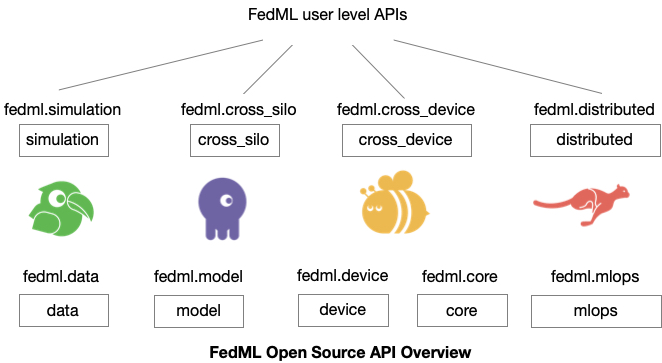 FedML user level APIs
fedml.simulation fedml.cross_silo fedml.cross_device fedml.distributed
simulation cross_silo cross_device distributed
fedml.data fedml.model fedml.device fedml.core fedml.mlops
data model device core mlops
FedML Open Source API Overview